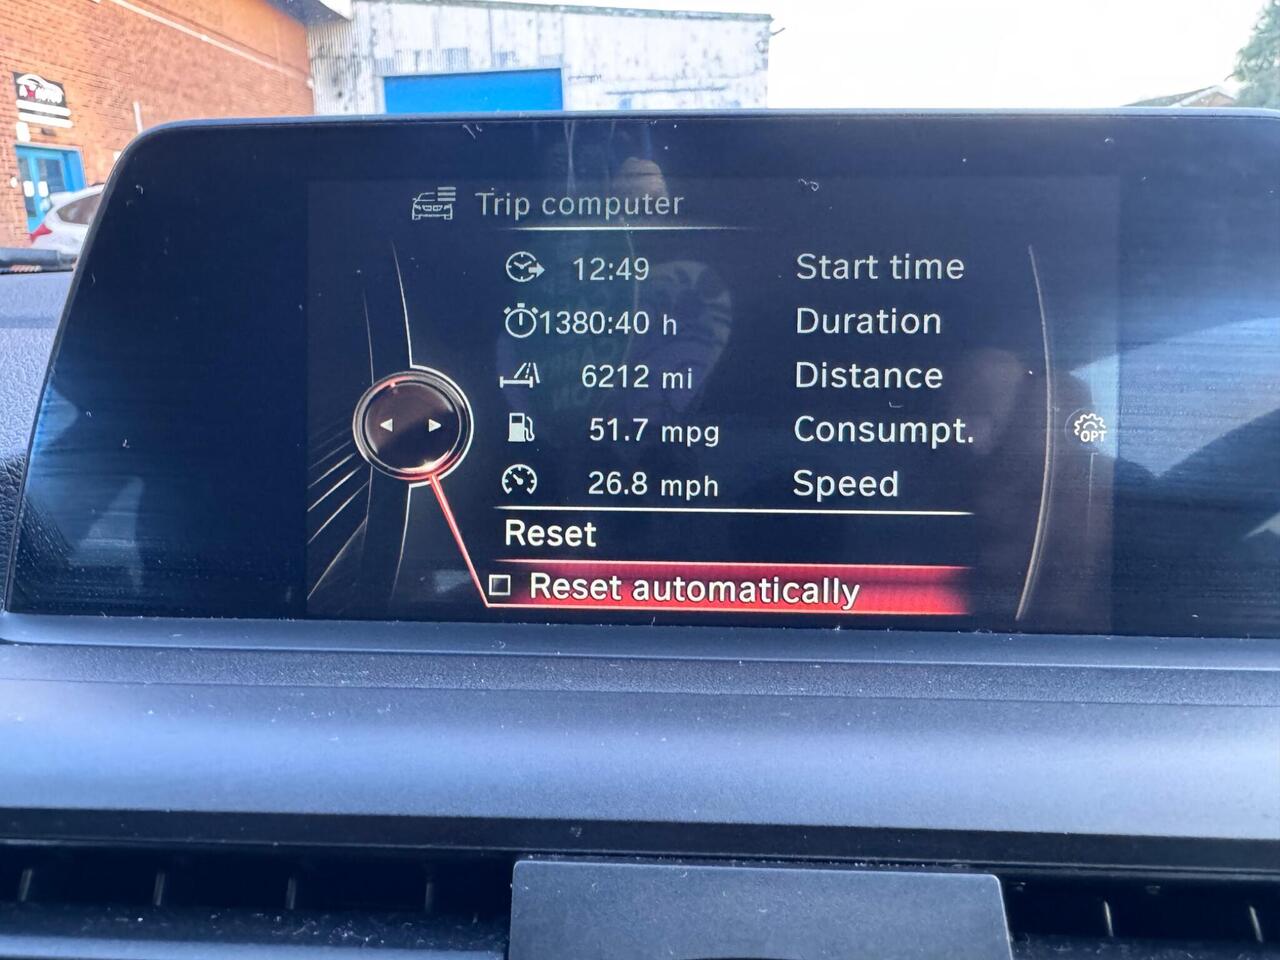 Trip computer
12:49 Start time
1380:40 h Duration
6212 mi Distance
51.7 mpg Consumpt.
OPT
26.8 mph Speed
Reset
Reset automatically